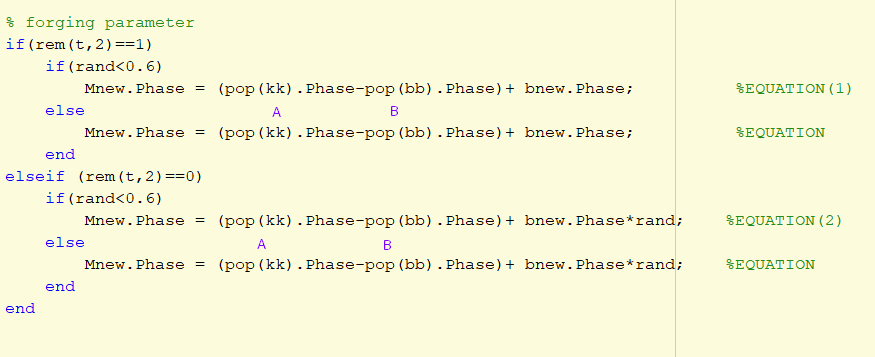 % forging parameter
if(rem(t,2)==1)
if(rand<0.6)
Mnew.Phase = (pop(kk).Phase-pop(bb).Phase)+ bnew.Phase; %EQUATION(1)
else A B
Mnew.Phase = (pop(kk).Phase-pop(bb).Phase)+ bnew.Phase; %EQUATION
end
elseif (rem(t,2)==0)
if(rand<0.6)
Mnew.Phase = (pop(kk).Phase-pop(bb).Phase)+ bnew.Phase*rand; %EQUATION(2)
else A B
Mnew.Phase = (pop(kk).Phase-pop(bb).Phase)+ bnew.Phase*rand; %EQUATION
end
end